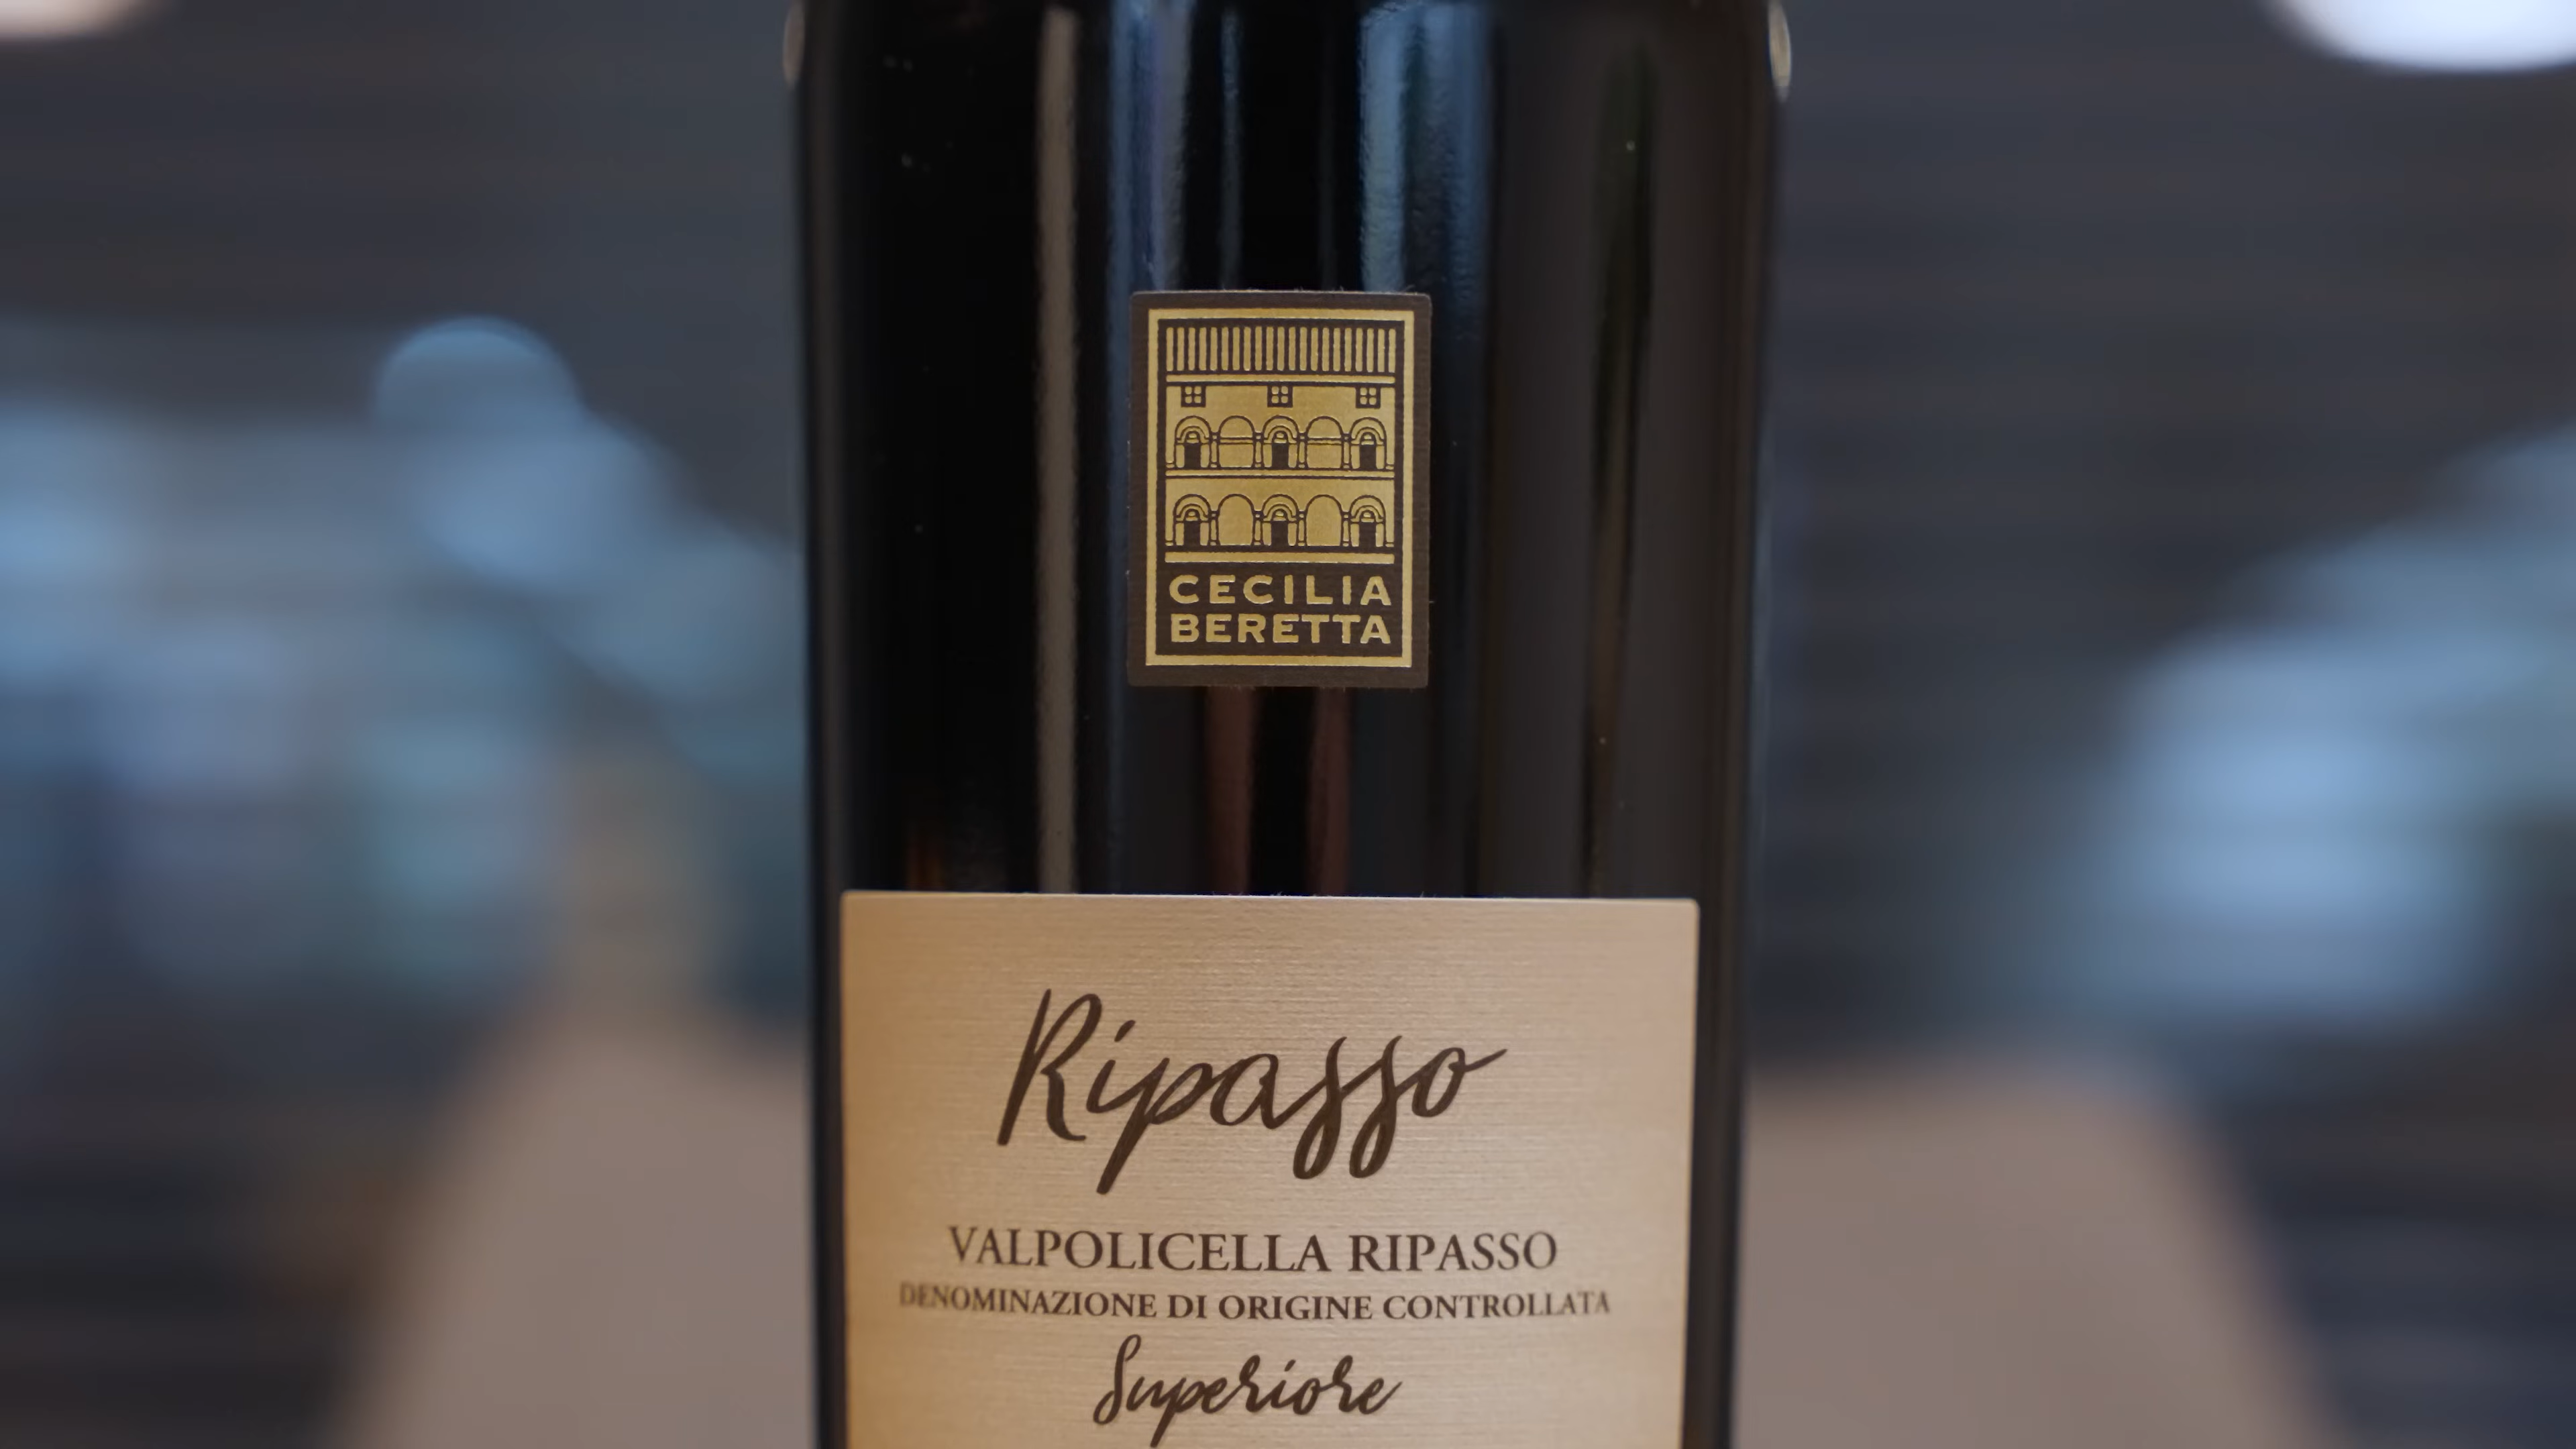 CECILIA
BERETTA
Ripasso
VALPOLICELLA RIPASSO
DENOMINAZIONE DI ORIGINE CONTROLLATA
Superiore